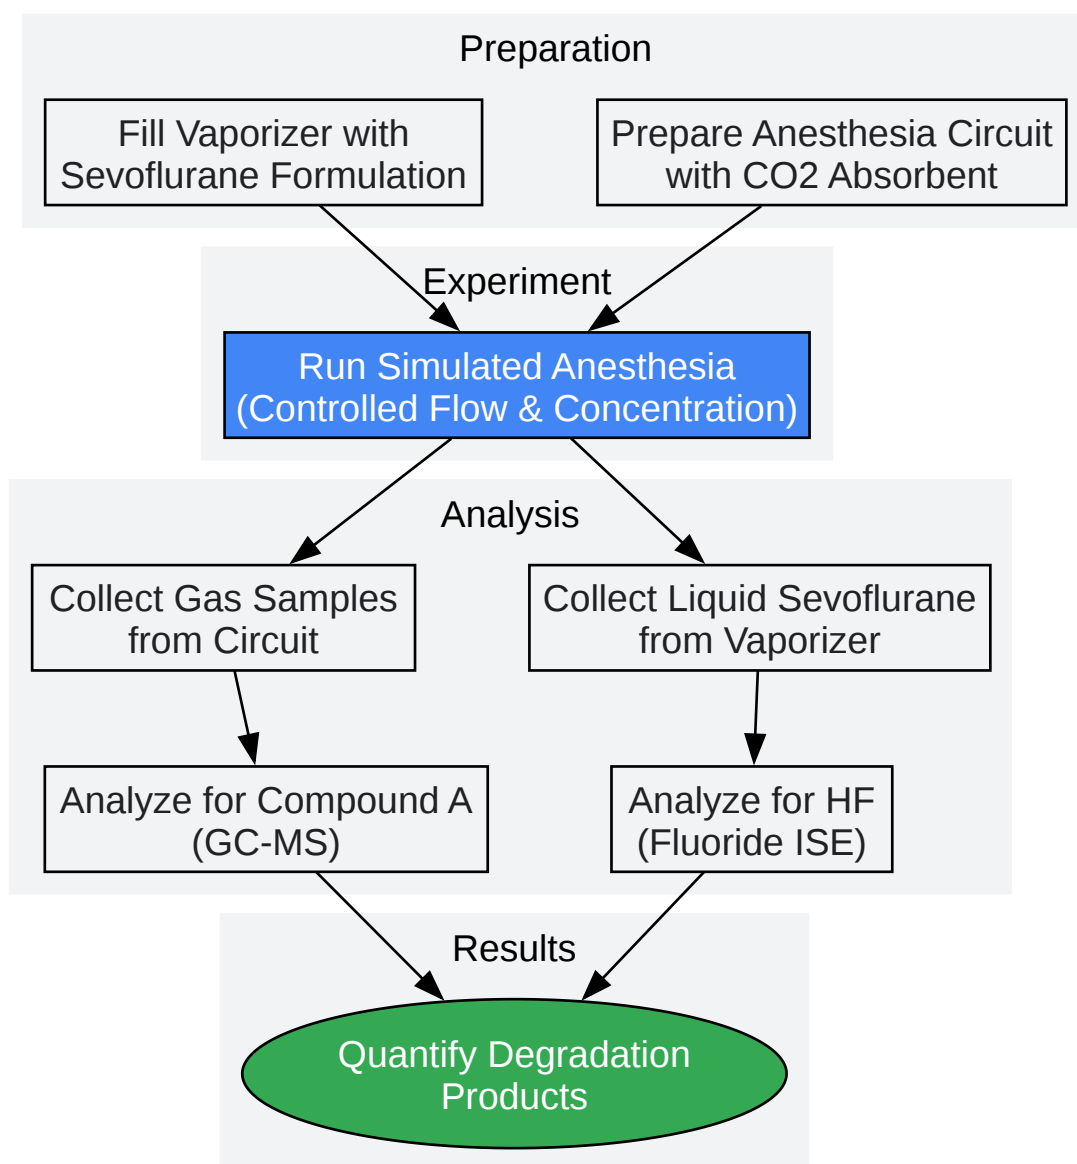 Preparation
Fill Vaporizer with
Sevoflurane Formulation
Prepare Anesthesia Circuit
with CO2 Absorbent
Experiment
Run Simulated Anesthesia
(Controlled Flow & Concentration)
Analysis
Collect Gas Samples
from Circuit
Collect Liquid Sevoflurane
from Vaporizer
Analyze for Compound A
(GC-MS)
Analyze for HF
(Fluoride ISE)
Results
Quantify Degradation
Products